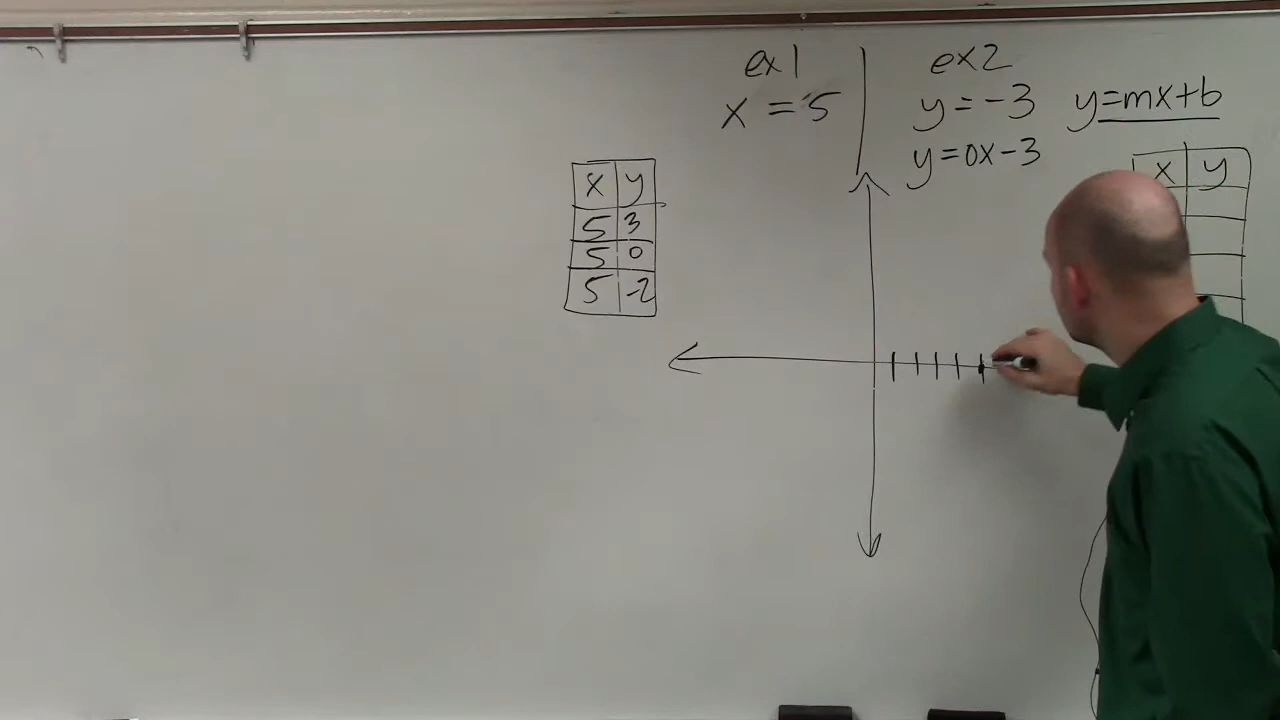 ex1
x = 5
ex2
y = -3
y = mx + b
y = 0x - 3
x y
5 3
5 0
5 -2
x y